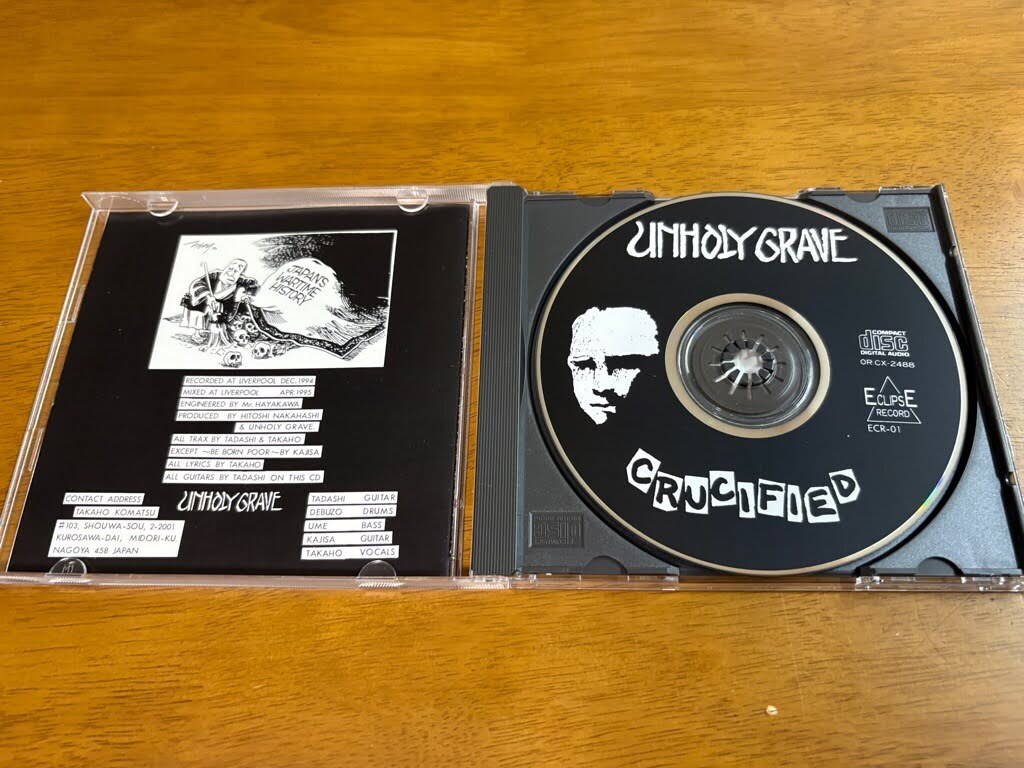 JAPAN'S
WARTIME
HISTORY
RECORDED AT LIVERPOOL DEC. 1994
MIXED AT LIVERPOOL APR. 1995
ENGINEERED BY Mr. HAYAKAWA
PRODUCED BY HITOSHI NAKAHASHI
& UNHOLY GRAVE.
ALL TRAX BY TADASHI & TAKAHO
EXCEPT ~BE BORN POOR~ BY KAJISA
ALL LYRICS BY TAKAHO
ALL GUITARS BY TADASHI ON THIS CD
CONTACT ADDRESS
TAKAHO KOMATSU
#103, SHOUWA-SOU, 2-2001
KUROSAWA-DAI, MIDORI-KU.
NAGOYA 458 JAPAN
UNHOLY GRAVE
TADASHI GUITAR
DEBUZO DRUMS
UME BASS
KAJISA GUITAR
TAKAHO VOCALS
UNHOLY GRAVE
COMPACT
disc
DIGITAL AUDIO
OR CX-2488
ECLIPSE
RECORD
ECR-01
CRUCIFIED